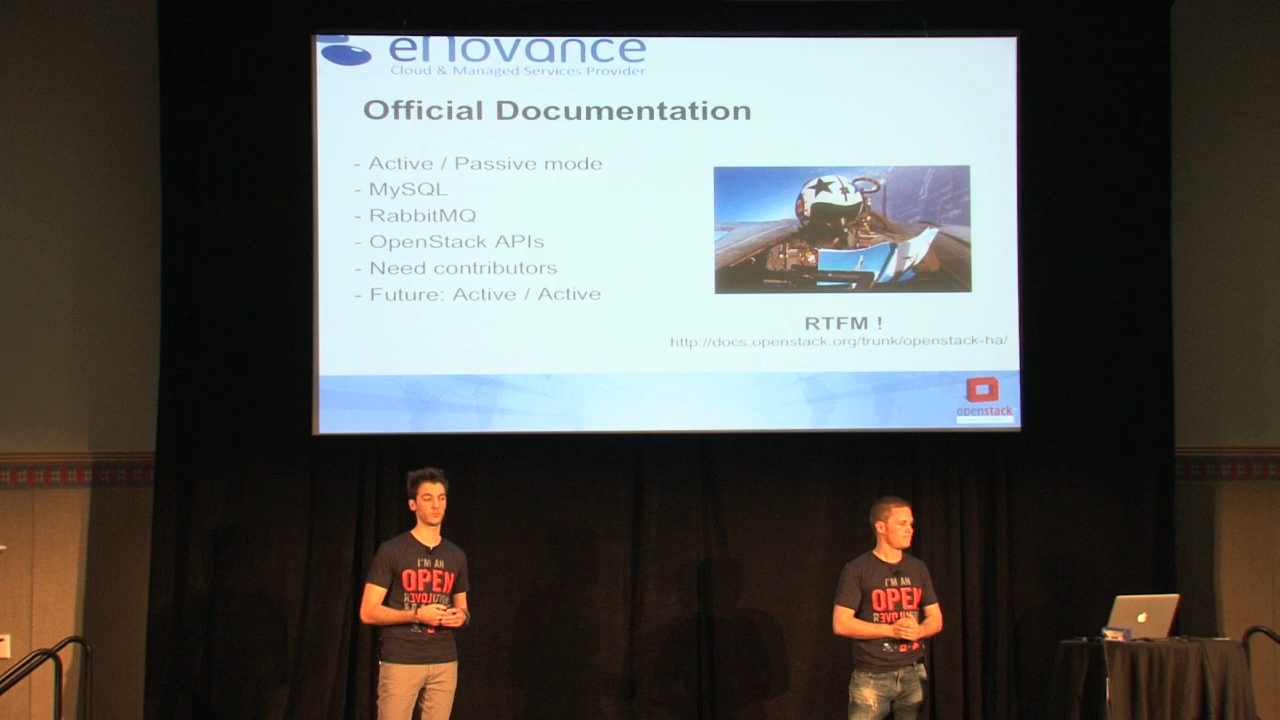 eNovance
Cloud & Managed Services Provider
Official Documentation
- Active / Passive mode
- MySQL
- RabbitMQ
- OpenStack APIs
- Need contributors
- Future: Active / Active
RTFM !
http://docs.openstack.org/trunk/openstack-ha/
openstack
I'M AN
OPEN
I'M AN
OPEN